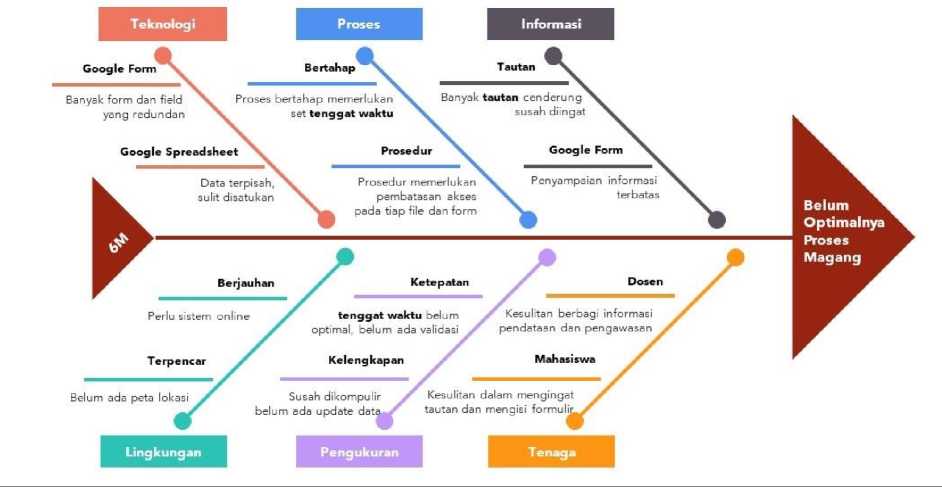 Teknologi
Proses
Informasi
Google Form
Banyak form dan field
yang redundan
Google Spreadsheet
Data terpisah,
sulit disatukan
Bertahap
Proses bertahap memerlukan
set tenggat waktu
Prosedur
Prosedur memerlukan
pembatasan akses
pada tiap file dan form
Tautan
Banyak tautan cenderung
susah diingat
Google Form
Penyampaian informasi
terbatas
6M
Belum
Optimalnya
Proses
Magang
Berjauhan
Perlu sistem online
Terpencar
Belum ada peta lokasi
Ketepatan
tenggat waktu belum
optimal, belum ada validasi
Kelengkapan
Susah dikompulir
belum ada update data
Dosen
Kesulitan berbagi informasi
pendataan dan pengawasan
Mahasiswa
Kesulitan dalam mengingat
tautan dan mengisi formulir
Lingkungan
Pengukuran
Tenaga